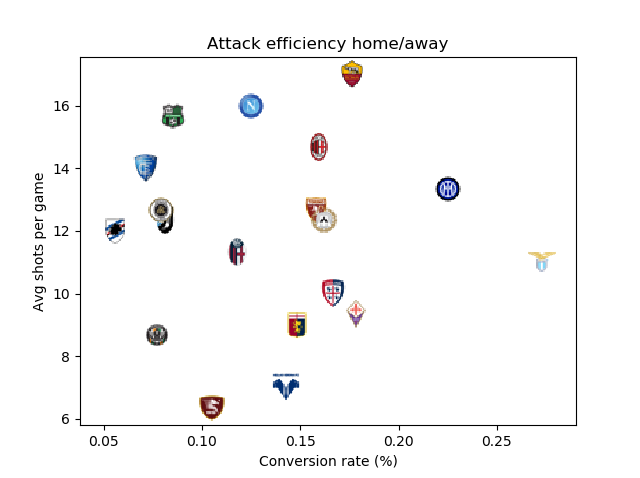 Attack efficiency home/away
Avg shots per game
16
14
12
10
8
6
N
0.05
0.10
0.15
0.20
0.25
Conversion rate (%)